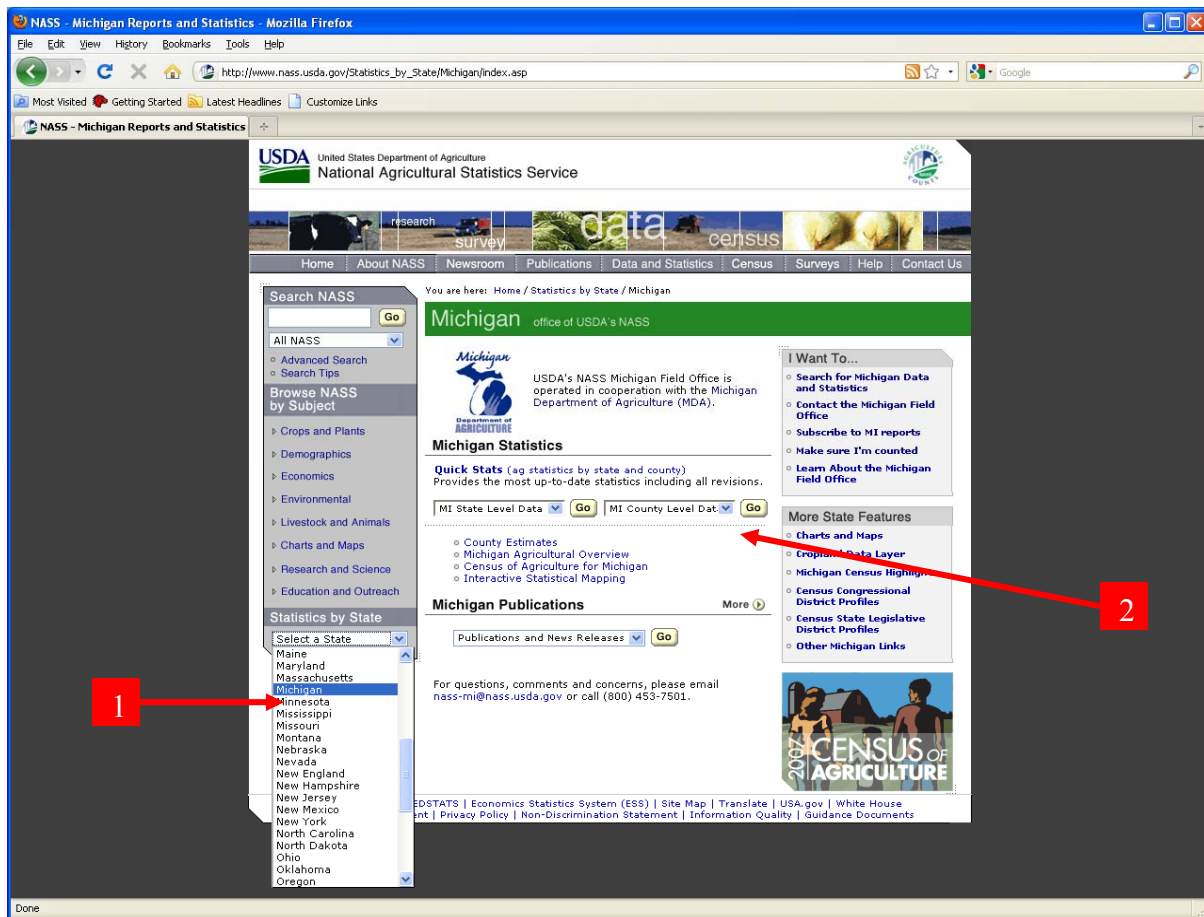 NASS - Michigan Reports and Statistics - Mozilla Firefox
File Edit View History Bookmarks Tools Help
http://www.nass.usda.gov/Statistics_by_State/Michigan/index.asp
Google
Most Visited Getting Started Latest Headlines Customize Links
NASS - Michigan Reports and Statistics
USDA United States Department of Agriculture
National Agricultural Statistics Service
AGRICULTURE COUNTS
research survey data census
Home About NASS Newsroom Publications Data and Statistics Census Surveys Help Contact Us
Search NASS
Go
All NASS
Advanced Search
Search Tips
Browse NASS
by Subject
Crops and Plants
Demographics
Economics
Environmental
Livestock and Animals
Charts and Maps
Research and Science
Education and Outreach
Statistics by State
Select a State
Maine
Maryland
Massachusetts
Michigan
Minnesota
Mississippi
Missouri
Montana
Nebraska
Nevada
New England
New Hampshire
New Jersey
New Mexico
New York
North Carolina
North Dakota
Ohio
Oklahoma
Oregon
1
You are here: Home / Statistics by State / Michigan
Michigan office of USDA's NASS
Michigan
Department of
AGRICULTURE
USDA's NASS Michigan Field Office is
operated in cooperation with the Michigan
Department of Agriculture (MDA).
Michigan Statistics
Quick Stats (ag statistics by state and county)
Provides the most up-to-date statistics including all revisions.
MI State Level Data Go MI County Level Dat Go
County Estimates
Michigan Agricultural Overview
Census of Agriculture for Michigan
Interactive Statistical Mapping
Michigan Publications More
Publications and News Releases Go
For questions, comments and concerns, please email
nass-mi@nass.usda.gov or call (800) 453-7501.
I Want To...
Search for Michigan Data
and Statistics
Contact the Michigan Field
Office
Subscribe to MI reports
Make sure I'm counted
Learn About the Michigan
Field Office
More State Features
Charts and Maps
Cropland Data Layer
Michigan Census Highlight
Census Congressional
District Profiles
Census State Legislative
District Profiles
Other Michigan Links
2
2007 CENSUS OF
AGRICULTURE
EDSTATS | Economics Statistics System (ESS) | Site Map | Translate | USA.gov | White House
nt | Privacy Policy | Non-Discrimination Statement | Information Quality | Guidance Documents
Done